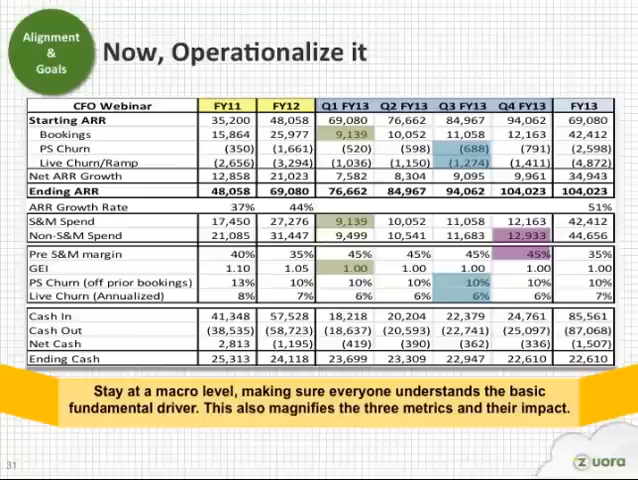 Alignment
&
Goals
Now, Operationalize it
CFO Webinar FY11 FY12 Q1 FY13 Q2 FY13 Q3 FY13 Q4 FY13 FY13
Starting ARR 35,200 48,058 69,080 76,662 84,967 94,062 69,080
Bookings 15,864 25,977 9,139 10,052 11,058 12,163 42,412
PS Churn (350) (1,661) (520) (598) (688) (791) (2,598)
Live Churn/Ramp (2,656) (3,294) (1,036) (1,150) (1,274) (1,411) (4,872)
Net ARR Growth 12,858 21,023 7,582 8,304 9,095 9,961 34,943
Ending ARR 48,058 69,080 76,662 84,967 94,062 104,023 104,023
ARR Growth Rate 37% 44% 51%
S&M Spend 17,450 27,276 9,139 10,052 11,058 12,163 42,412
Non-S&M Spend 21,085 31,447 9,499 10,541 11,683 12,933 44,656
Pre S&M margin 40% 35% 45% 45% 45% 45% 35%
GEI 1.10 1.05 1.00 1.00 1.00 1.00 1.00
PS Churn (off prior bookings) 13% 10% 10% 10% 10% 10% 10%
Live Churn (Annualized) 8% 7% 6% 6% 6% 6% 7%
Cash In 41,348 57,528 18,218 20,204 22,379 24,761 85,561
Cash Out (38,535) (58,723) (18,637) (20,593) (22,741) (25,097) (87,068)
Net Cash 2,813 (1,195) (419) (390) (362) (336) (1,507)
Ending Cash 25,313 24,118 23,699 23,309 22,947 22,610 22,610
Stay at a macro level, making sure everyone understands the basic
fundamental driver. This also magnifies the three metrics and their impact.
31
zuora